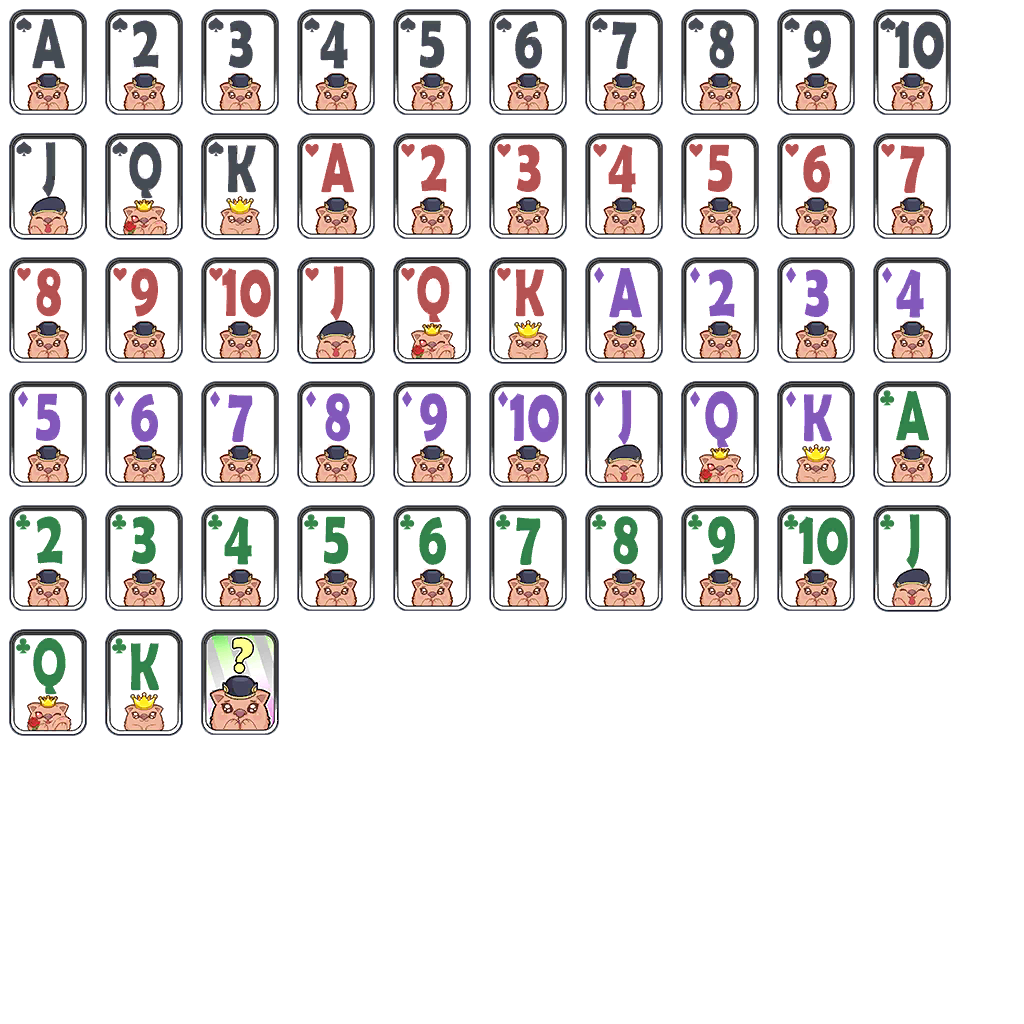 A 2 3 4 5 6 7 8 9 10
J Q K A 2 3 4 5 6 7
8 9 10 J Q K A 2 3 4
5 6 7 8 9 10 J Q K A
2 3 4 5 6 7 8 9 10 J
Q K ?